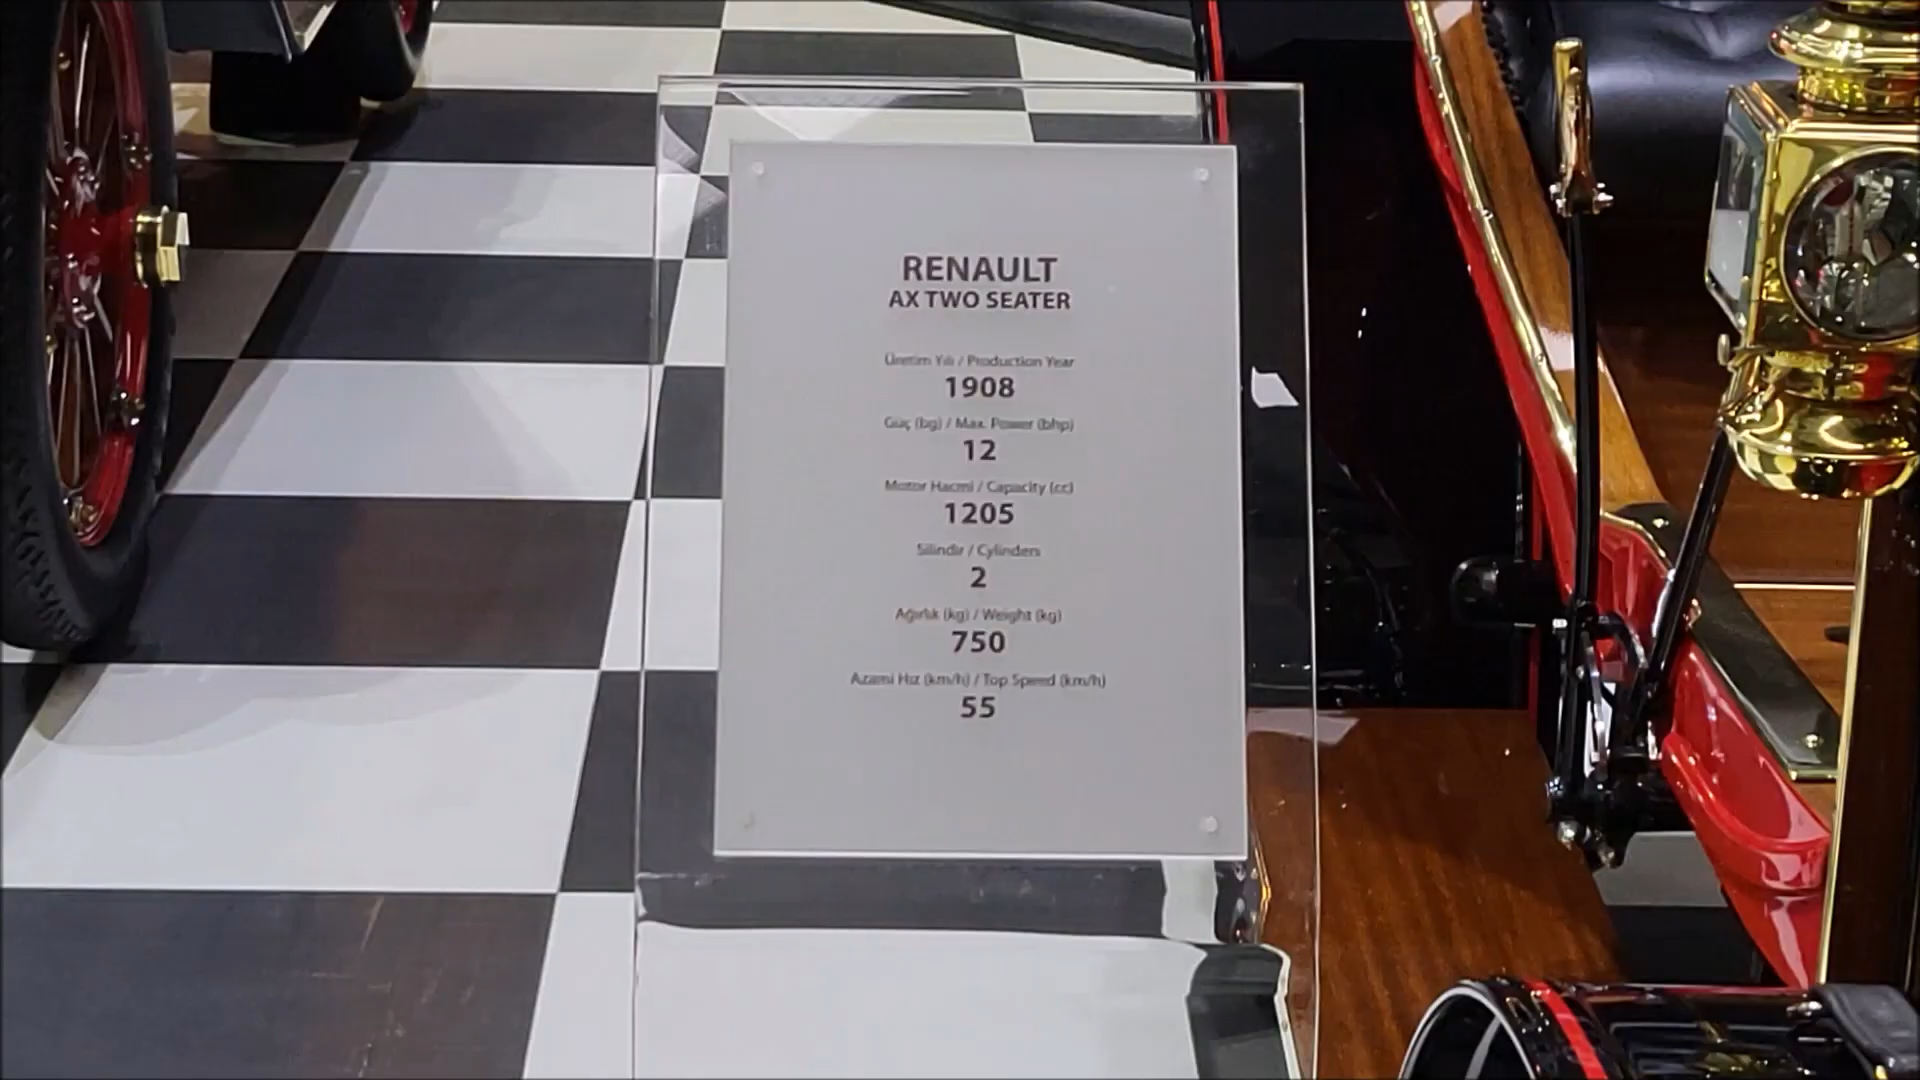 RENAULT
AX TWO SEATER
Üretim Yılı / Production Year
1908
Güç (bg) / Max. Power (bhp)
12
Motor Hacmi / Capacity (cc)
1205
Silindir / Cylinders
2
Ağırlık (kg) / Weight (kg)
750
Azami Hız (km/h) / Top Speed (km/h)
55